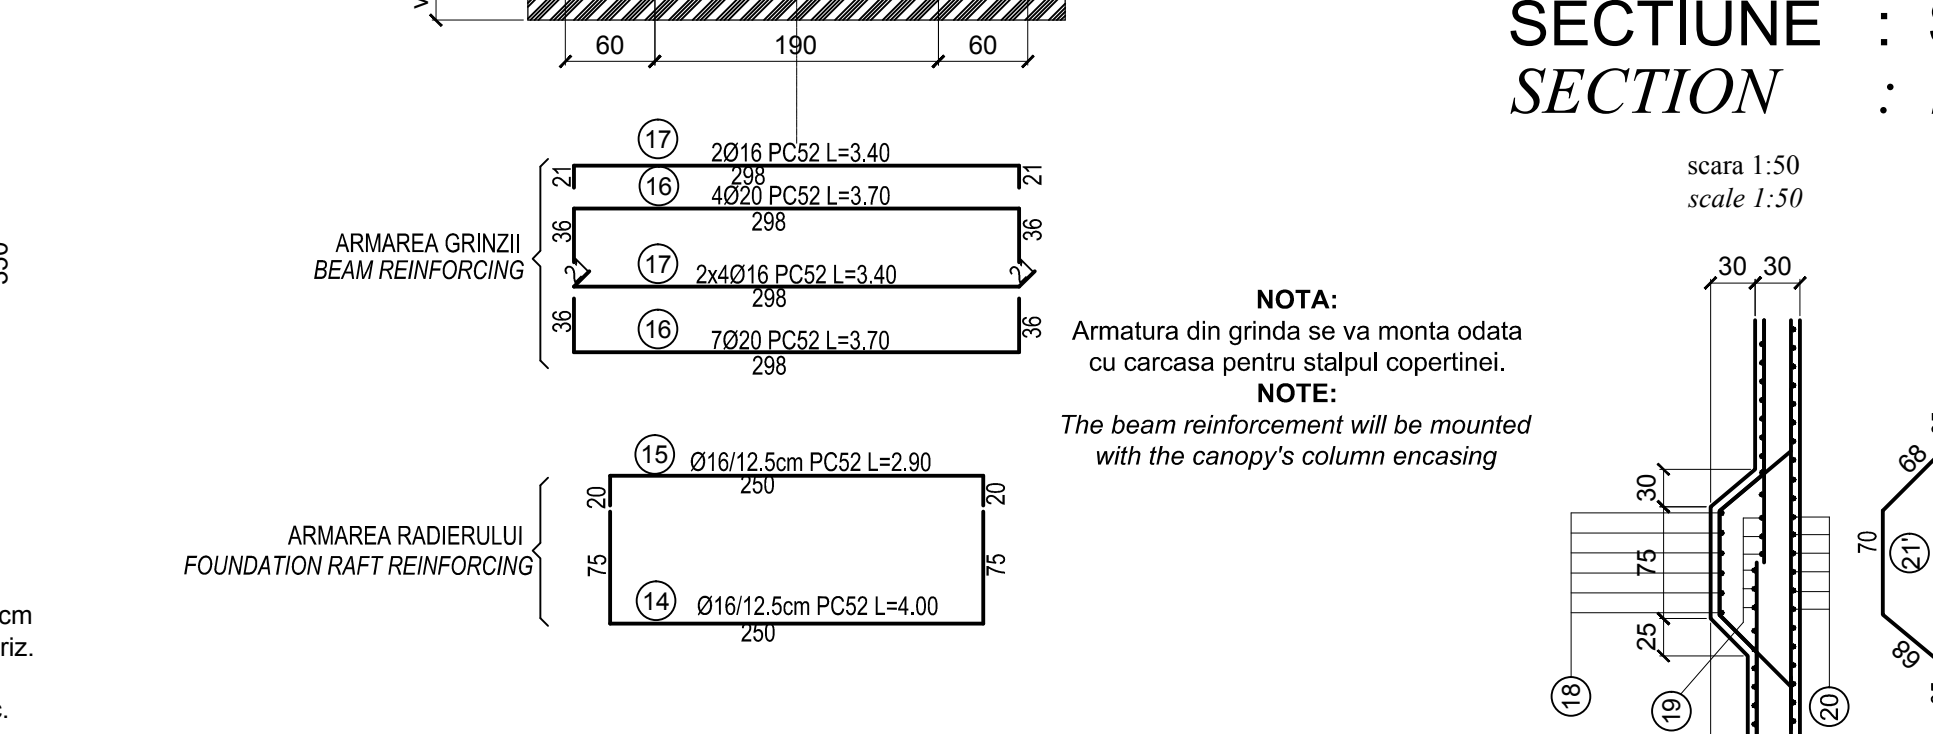 60 190 60
SECTIUNE :
SECTION :
scara 1:50
scale 1:50
17 2Ø16 PC52 L=3.40
21 298 21
16 4Ø20 PC52 L=3.70
36 298 36
ARMAREA GRINZII
BEAM REINFORCING
17 2x4Ø16 PC52 L=3.40
21 298 21
16 7Ø20 PC52 L=3.70
36 298 36
NOTA:
Armatura din grinda se va monta odata
cu carcasa pentru stalpul copertinei.
NOTE:
The beam reinforcement will be mounted
with the canopy's column encasing
15 Ø16/12.5cm PC52 L=2.90
20 250 20
ARMAREA RADIERULUI
FOUNDATION RAFT REINFORCING
75 75
14 Ø16/12.5cm PC52 L=4.00
250
cm
riz.
30 30
30
75
25
18
19
20
68
70
21'
68